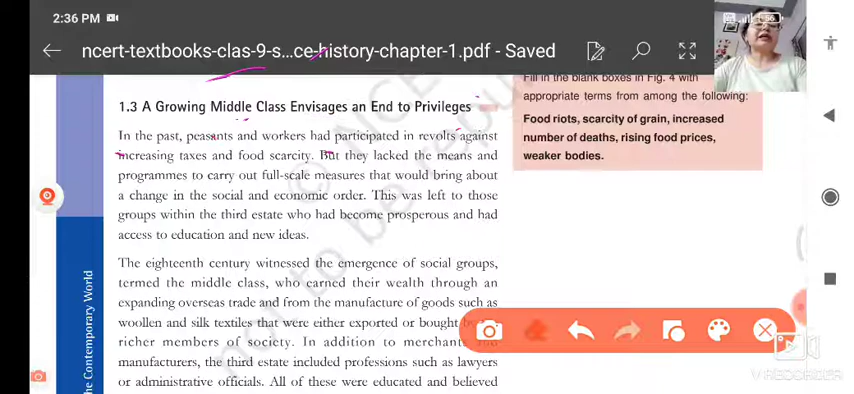 2:36 PM
56
ncert-textbooks-clas-9-s...ce-history-chapter-1.pdf - Saved
Fill in the blank boxes in Fig. 4 with
appropriate terms from among the following:
Food riots, scarcity of grain, increased
number of deaths, rising food prices,
weaker bodies.
1.3 A Growing Middle Class Envisages an End to Privileges
In the past, peasants and workers had participated in revolts against
increasing taxes and food scarcity. But they lacked the means and
programmes to carry out full-scale measures that would bring about
a change in the social and economic order. This was left to those
groups within the third estate who had become prosperous and had
access to education and new ideas.
The eighteenth century witnessed the emergence of social groups,
termed the middle class, who earned their wealth through an
expanding overseas trade and from the manufacture of goods such as
woollen and silk textiles that were either exported or bought
richer members of society. In addition to merchants and
manufacturers, the third estate included professions such as lawyers
or administrative officials. All of these were educated and believed
The Contemporary World
not to be republished
VIDEOSHOW